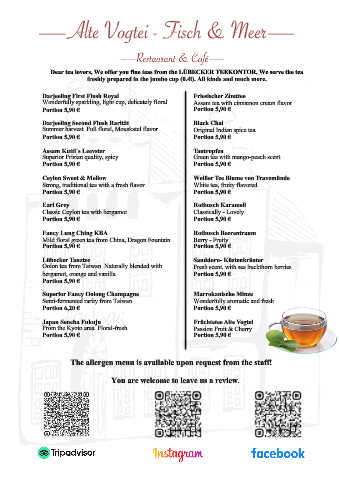 Alte Vogtei - Fisch & Meer
Restaurant & Café
Dear tea lovers, We offer you fine teas from the LÜBECKER TEEKONTOR. We serve the tea
freshly prepared in the jumbo cup (0.4l). All kinds and much more.
Darjeeling First Flush Royal
Wonderfully sparkling, light cup, delicately floral
Portion 5,90 €
Darjeeling Second Flush Rarität
Summer harvest Full floral, Muscatel flavor
Portion 5,90 €
Assam Kutil's Leevster
Superior Frisian quality, spicy
Portion 5,90 €
Ceylon Sweet & Mellow
Strong, traditional tea with a fresh flavor
Portion 5,90 €
Earl Grey
Classic Ceylon tea with bergamot
Portion 5,90 €
Fancy Lung Ching KBA
Mild floral green tea from China, Dragon Fountain
Portion 5,90 €
Lübecker Tanztee
Oolon tea from Taiwan Naturally blended with
bergamot, orange and vanilla
Portion 5,90 €
Superior Fancy Oolong Champagne
Semi-fermented rarity from Taiwan
Portion 6,20 €
Japan Sencha Fukuju
From the Kyoto area Floral-fresh
Portion 5,90 €
Friesischer Zimttee
Assam tea with cinnamon cream flavor
Portion 5,90 €
Black Chai
Original Indian spice tea
Portion 5,90 €
Teetropfen
Green tea with mango-peach scent
Portion 5,90 €
Weißer Tee Blume von Travemünde
White tea, fruity flavored
Portion 5,90 €
Rotbusch Karamell
Classically - Lovely
Portion 5,90 €
Rotbusch Beerentraum
Berry - Fruity
Portion 5,90 €
Sanddorn- Küstenkräuter
Fresh scent, with sea buckthorn berries
Portion 5,90 €
Marrokanische Minze
Wonderfully aromatic and fresh
Portion 5,90 €
Früchtetee Alte Vogtei
Passion Fruit & Cherry
Portion 5,90 €
The allergen menu is available upon request from the staff!
You are welcome to leave us a review.
Tripadvisor
Instagram
facebook